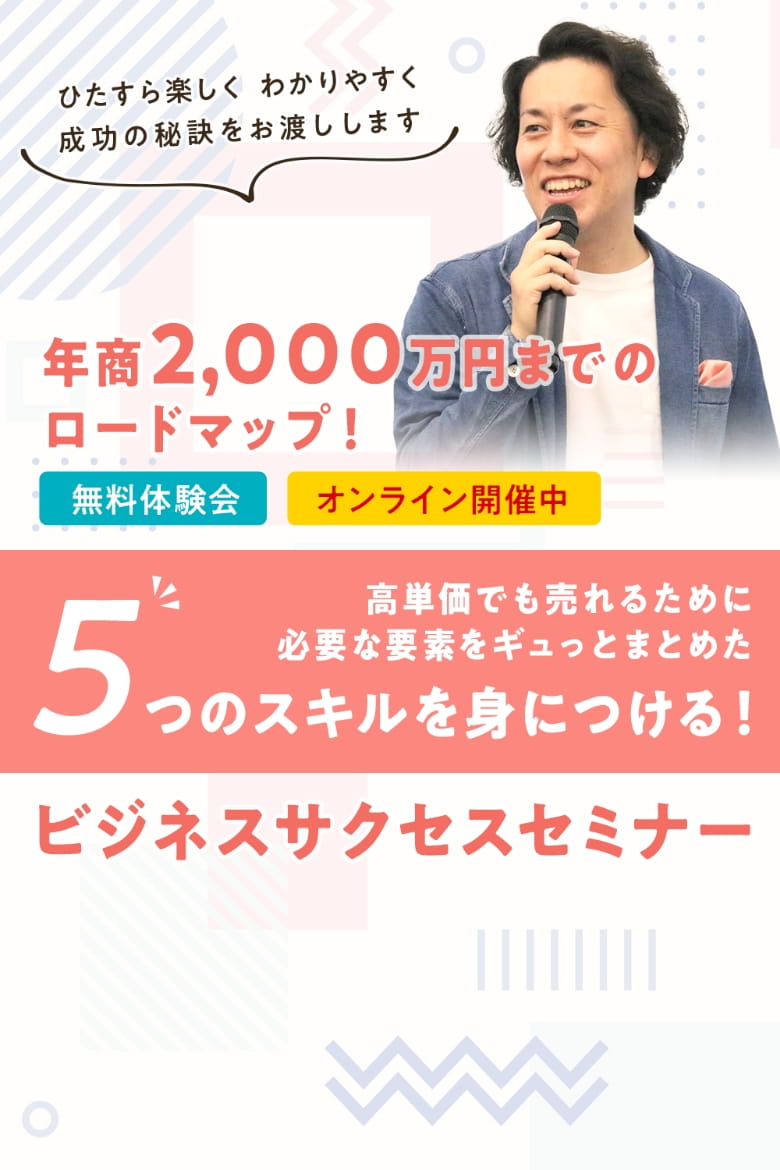 ひたすら楽しく わかりやすく
成功の秘訣をお渡しします
年商2,000万円までの
ロードマップ！
無料体験会
オンライン開催中
高単価でも売れるために
必要な要素をギュっとまとめた
5つのスキルを身につける！
ビジネスサクセスセミナー